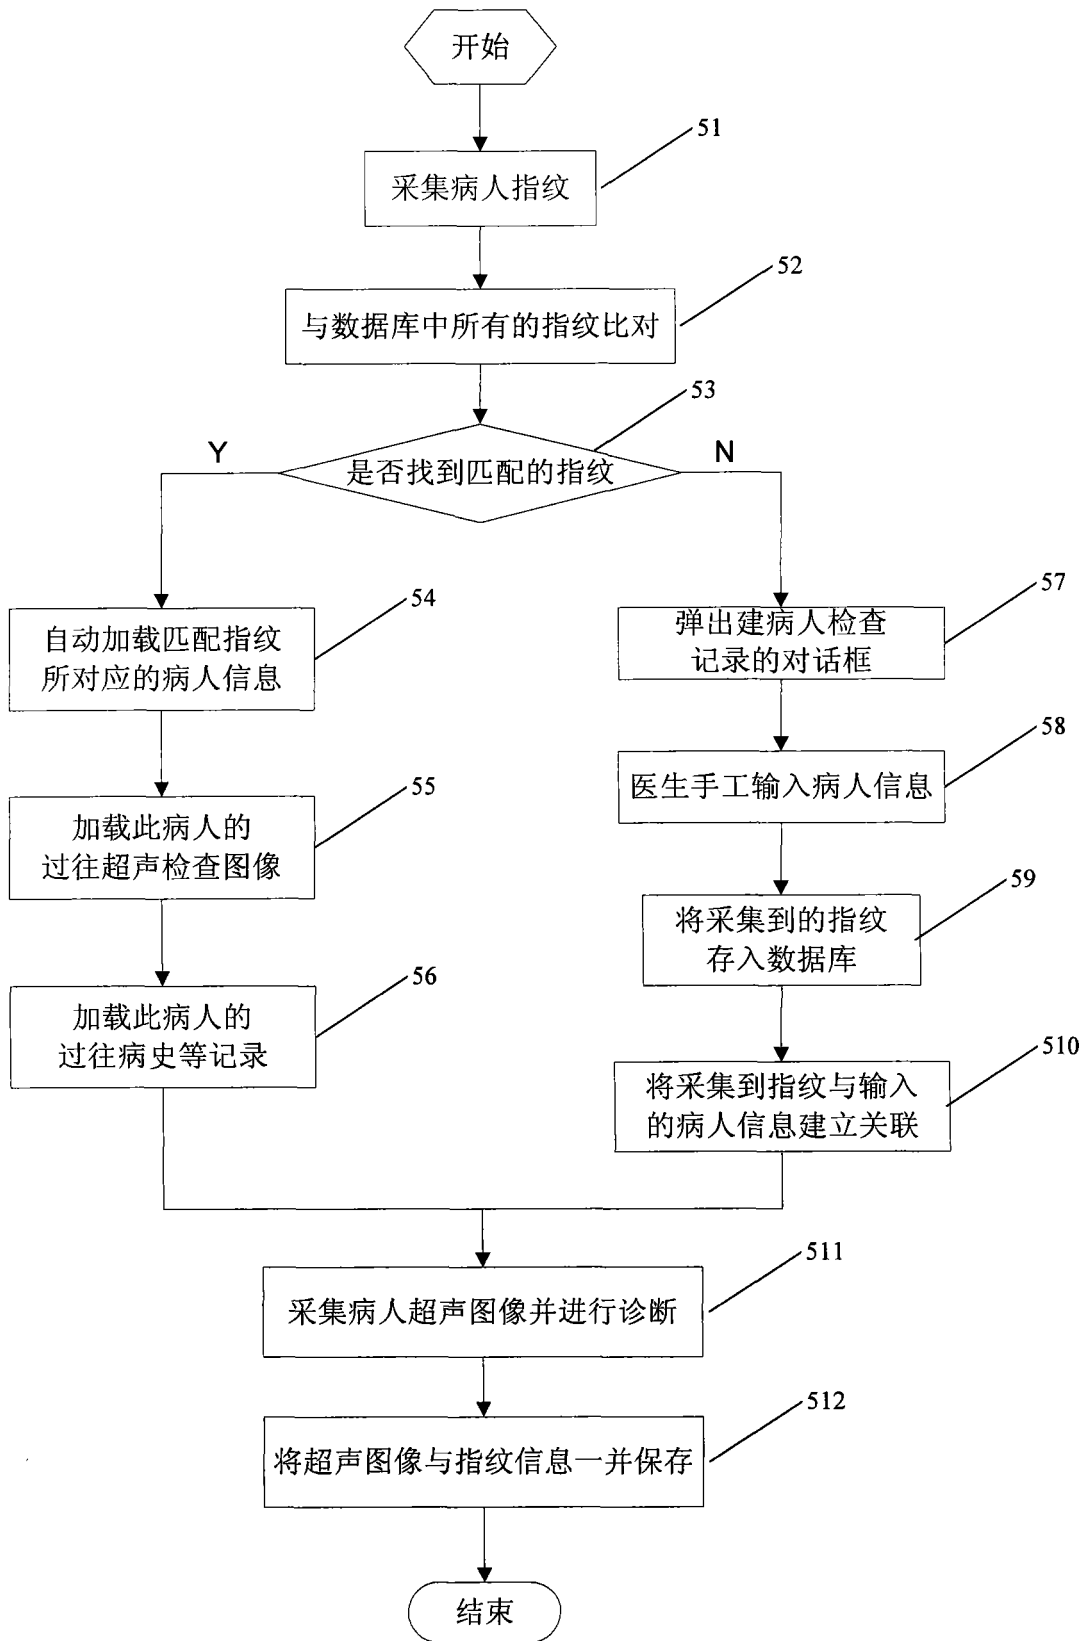 开始
51
采集病人指纹
52
与数据库中所有的指纹比对
53
Y
是否找到匹配的指纹
N
54
自动加载匹配指纹
所对应的病人信息
55
加载此病人的
过往超声检查图像
56
加载此病人的
过往病史等记录
57
弹出建病人检查
记录的对话框
58
医生手工输入病人信息
59
将采集到的指纹
存入数据库
510
将采集到指纹与输入
的病人信息建立关联
511
采集病人超声图像并进行诊断
512
将超声图像与指纹信息一并保存
结束